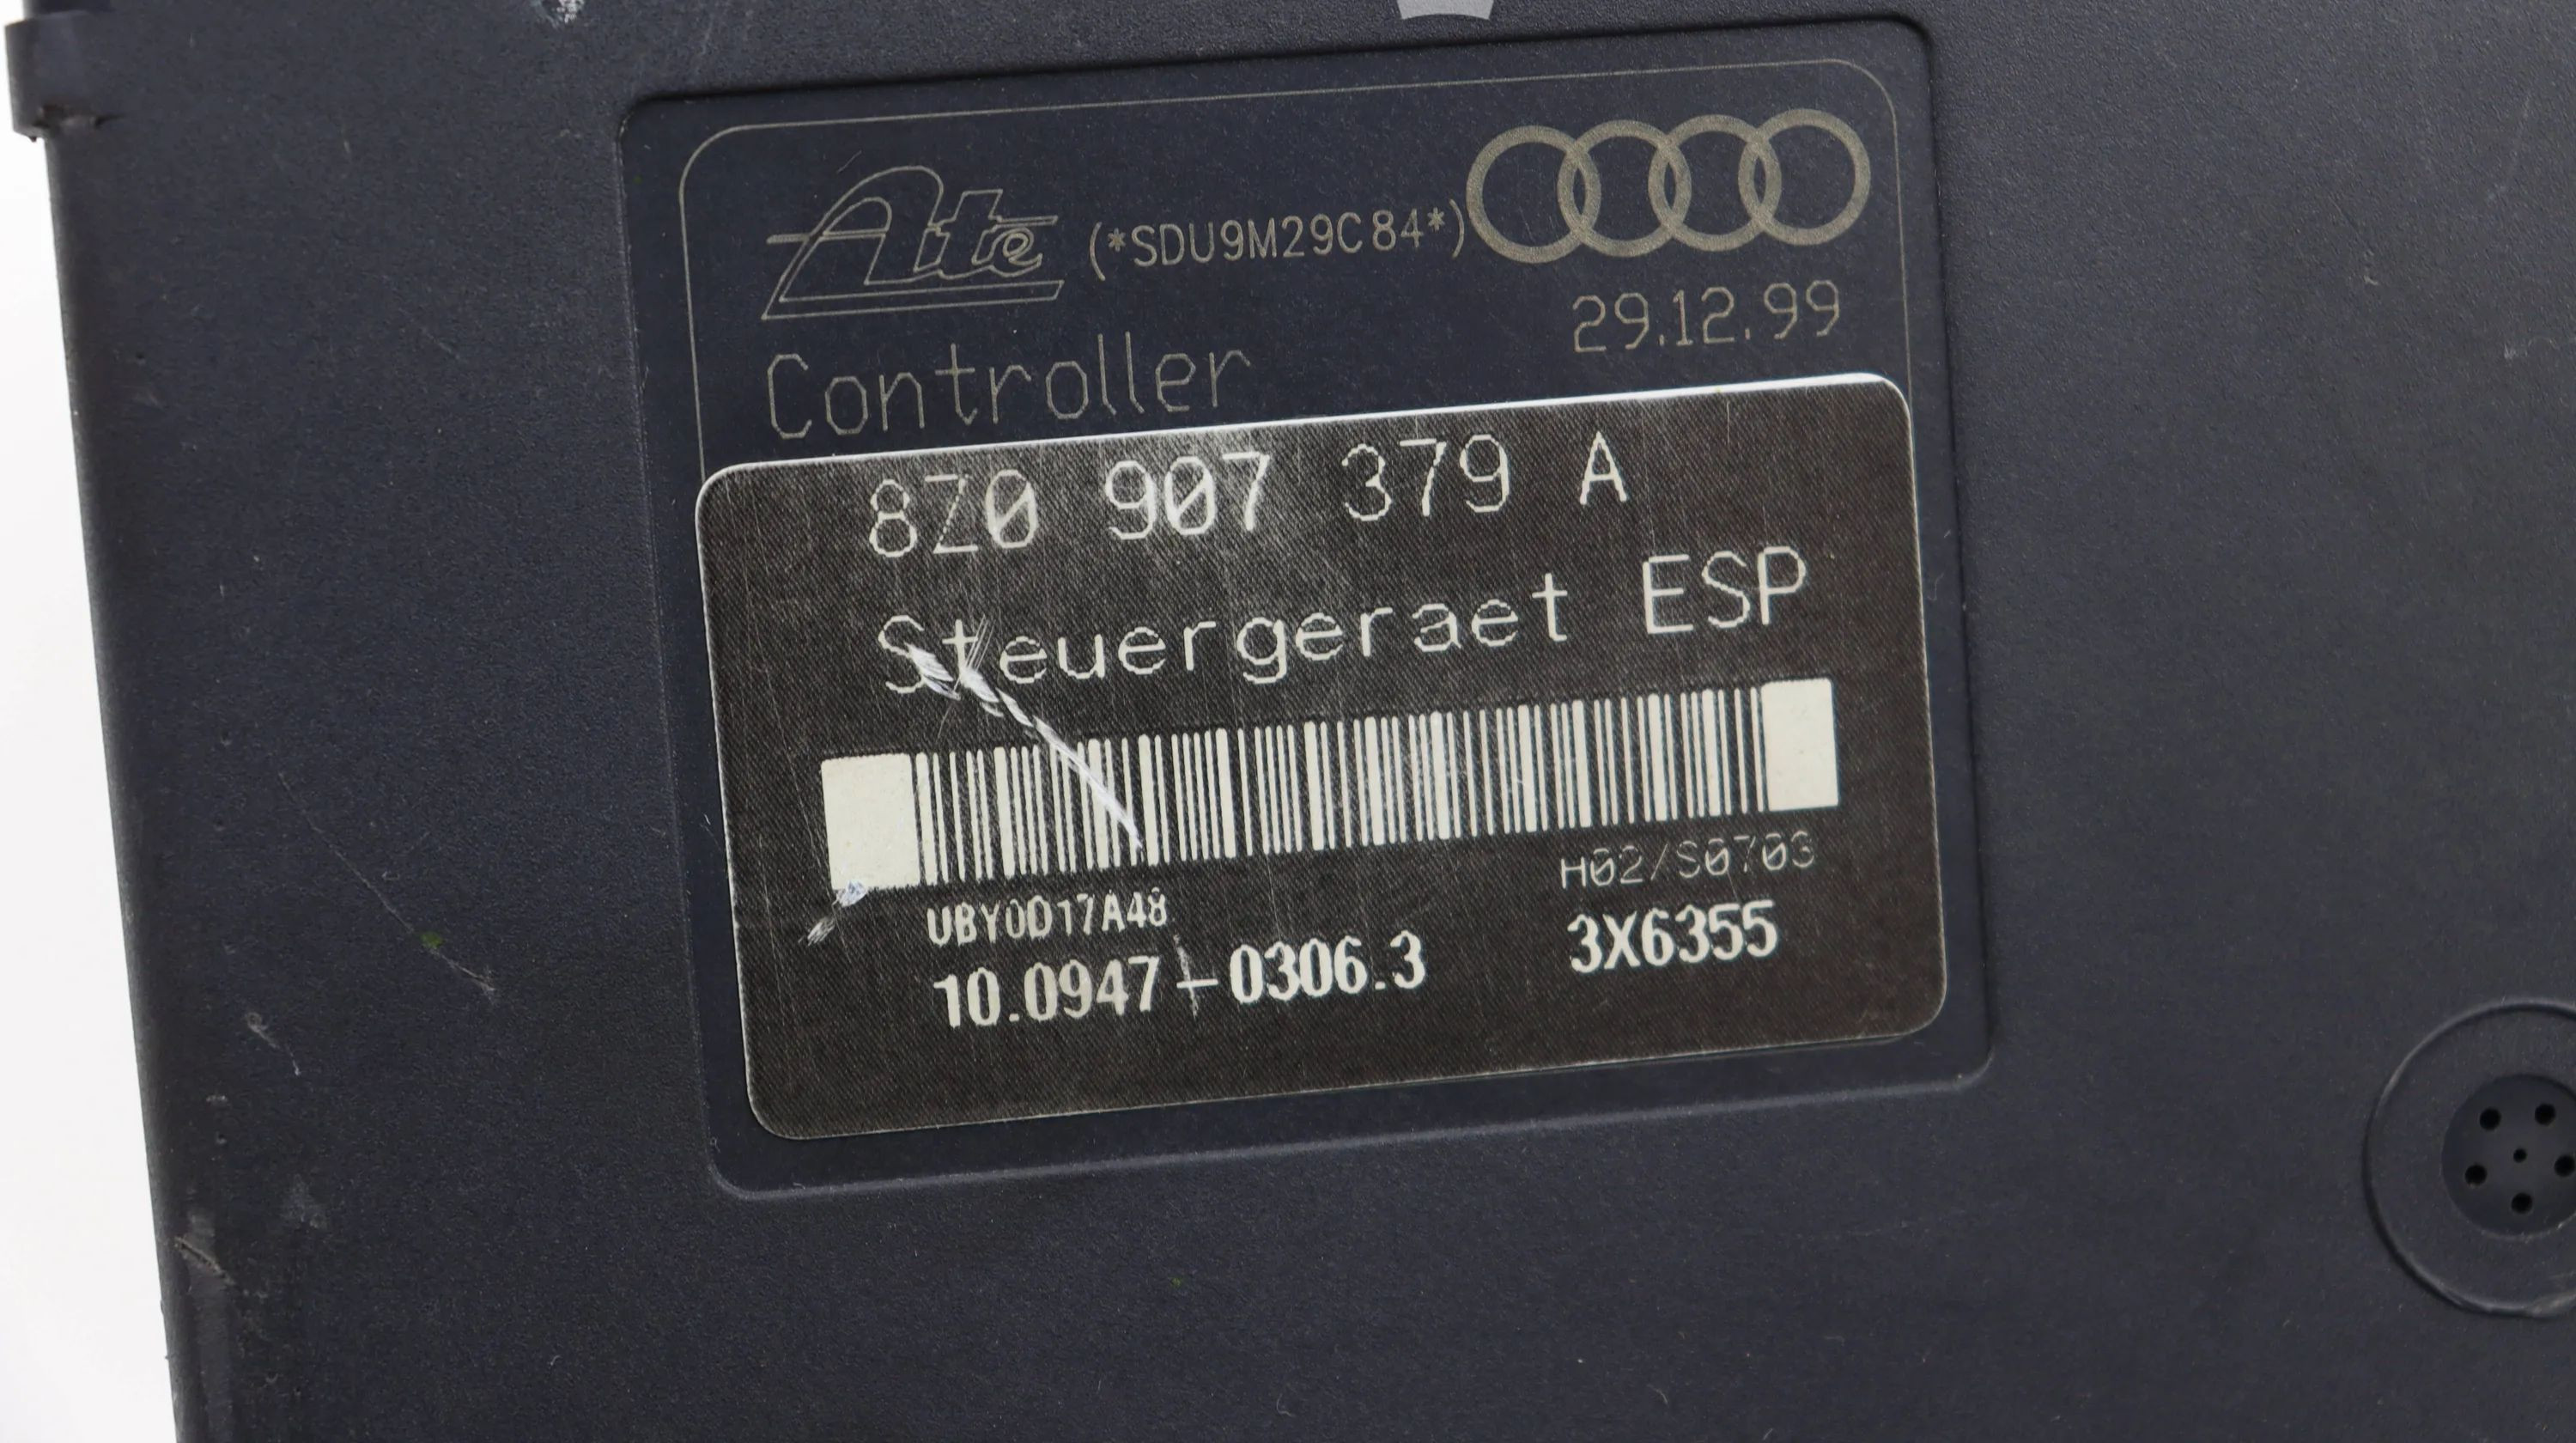 Ate (*SDU9M29C84*)
29.12.99
Controller
8Z0 907 379 A
Steuergeraet ESP
H02/S0703
UBY0D17A48
10.0947-0306.3 3X6355